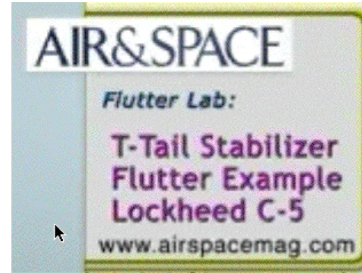 AIR&SPACE
Flutter Lab:
T-Tail Stabilizer
Flutter Example
Lockheed C-5
www.airspacemag.com